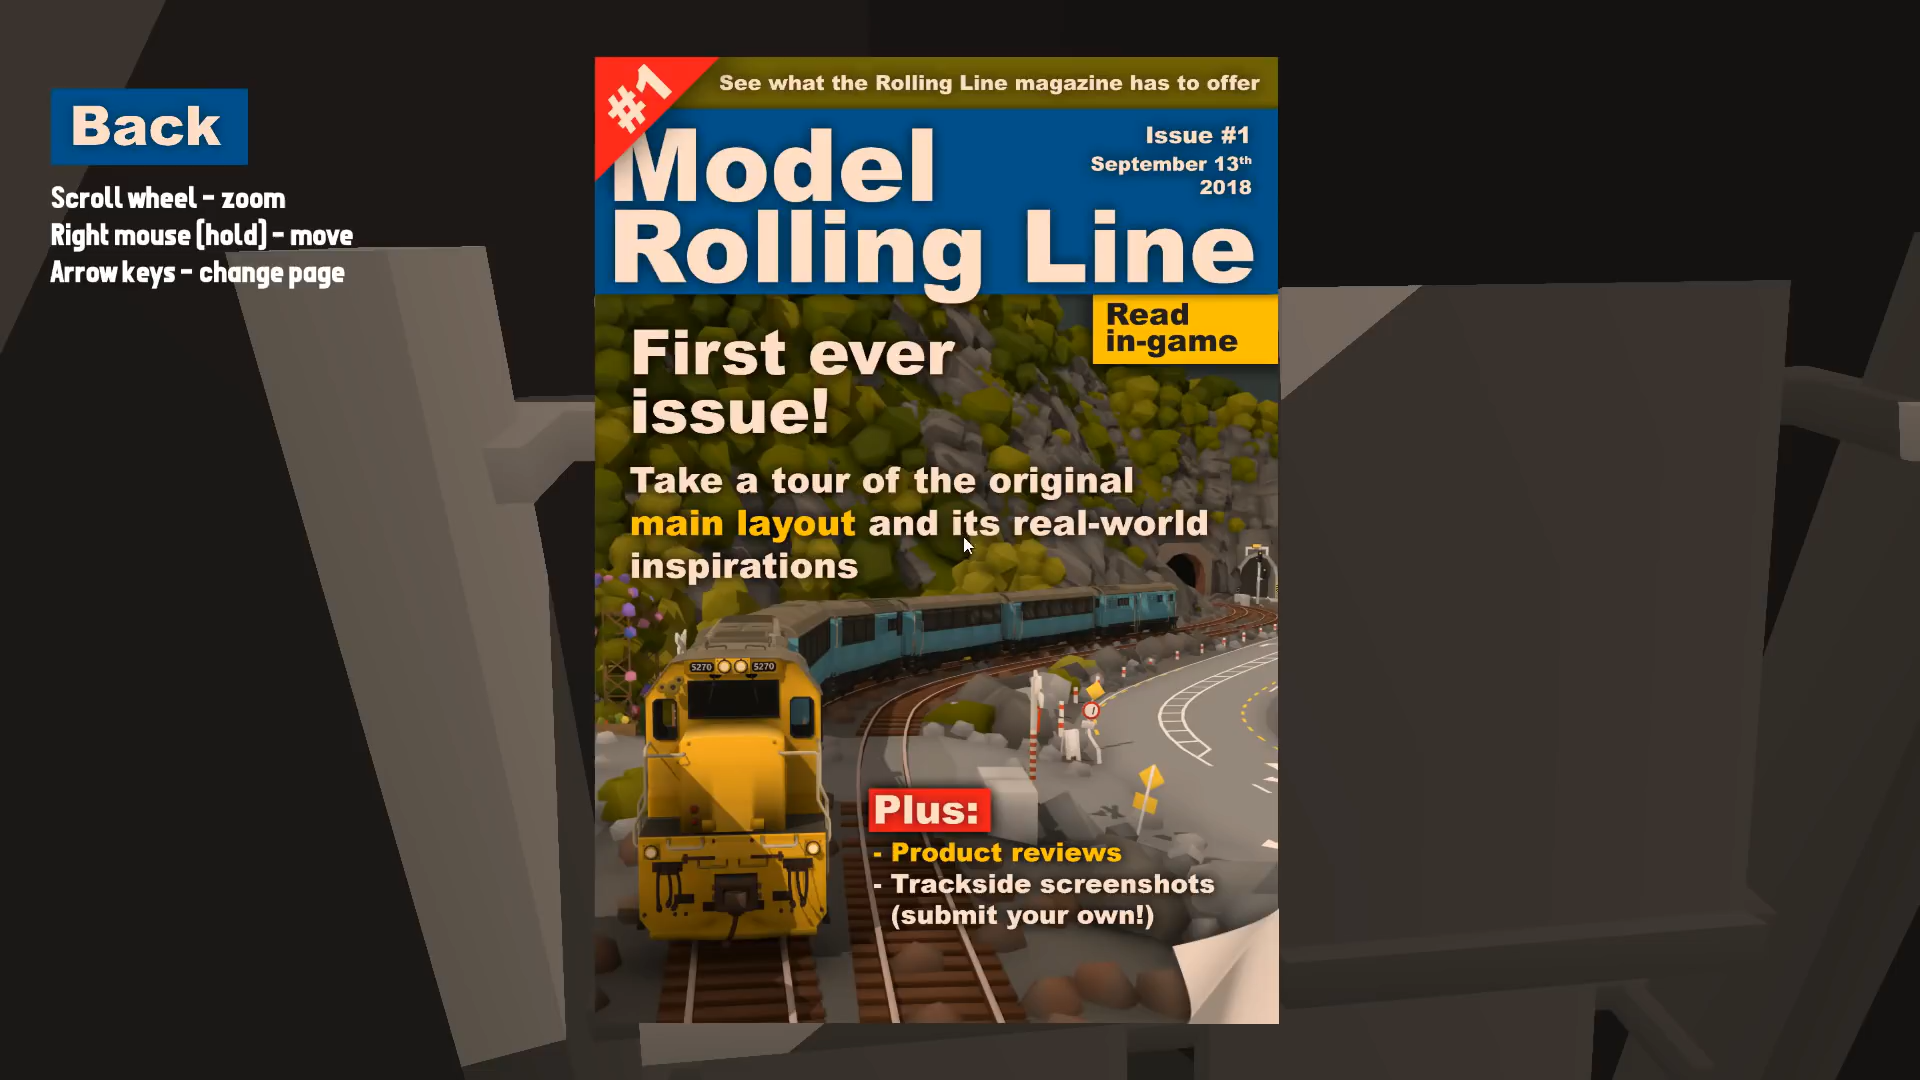 Back
Scroll wheel - zoom
Right mouse (hold) - move
Arrow keys - change page
#1
See what the Rolling Line magazine has to offer
Model
Rolling Line
Issue #1
September 13th
2018
Read
in-game
First ever
issue!
Take a tour of the original
main layout and its real-world
inspirations
5270 5270
Plus:
- Product reviews
- Trackside screenshots
(submit your own!)